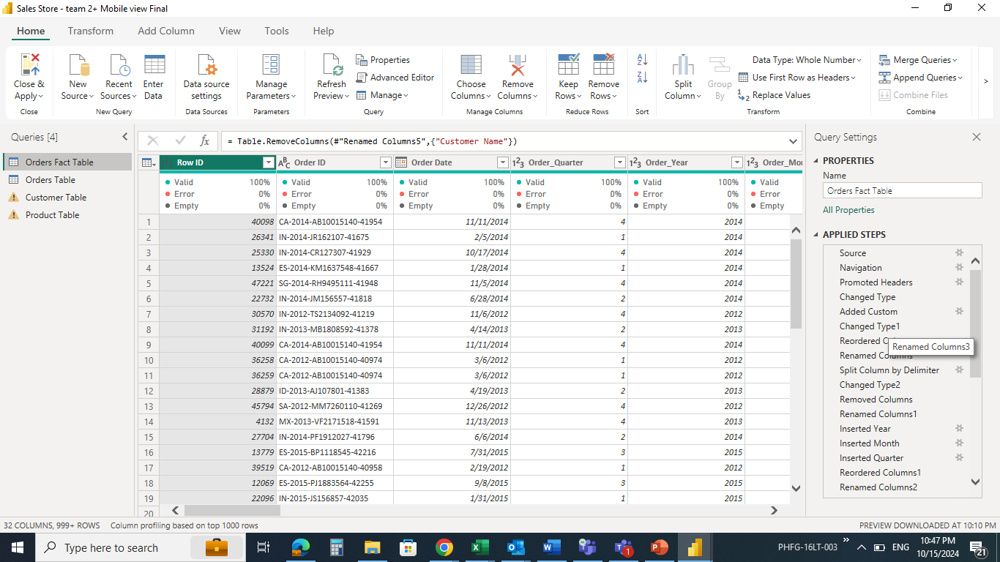 Sales Store - team 2+ Mobile view Final
Home Transform Add Column View Tools Help
Close & Apply
Close
New Source
Recent Sources
Enter Data
New Query
Data source settings
Data Sources
Manage Parameters
Parameters
Refresh Preview
Properties
Advanced Editor
Manage
Query
Choose Columns
Remove Columns
Manage Columns
Keep Rows
Remove Rows
Reduce Rows
Sort
Split Column
Group By
Data Type: Whole Number
Use First Row as Headers
Replace Values
Transform
Merge Queries
Append Queries
Combine Files
Combine
Queries [4]
Orders Fact Table
Orders Table
Customer Table
Product Table
fx = Table.RemoveColumns(#"Renamed Columns5",{"Customer Name"})
Row ID ABC Order ID Order Date 123 Order_Quarter 123 Order_Year 123 Order_Mor
Valid 100% Valid 100% Valid 100% Valid 100% Valid 100% Valid
Error 0% Error 0% Error 0% Error 0% Error 0% Error
Empty 0% Empty 0% Empty 0% Empty 0% Empty 0% Empty
1 40098 CA-2014-AB10015140-41954 11/11/2014 4 2014
2 26341 IN-2014-JR162107-41675 2/5/2014 1 2014
3 25330 IN-2014-CR127307-41929 10/17/2014 4 2014
4 13524 ES-2014-KM1637548-41667 1/28/2014 1 2014
5 47221 SG-2014-RH9495111-41948 11/5/2014 4 2014
6 22732 IN-2014-JM156557-41818 6/28/2014 2 2014
7 30570 IN-2012-TS2134092-41219 11/6/2012 4 2012
8 31192 IN-2013-MB1808592-41378 4/14/2013 2 2013
9 40099 CA-2014-AB10015140-41954 11/11/2014 4 2014
10 36258 CA-2012-AB10015140-40974 3/6/2012 1 2012
11 36259 CA-2012-AB10015140-40974 3/6/2012 1 2012
12 28879 ID-2013-AJ107801-41383 4/19/2013 2 2013
13 45794 SA-2012-MM7260110-41269 12/26/2012 4 2012
14 4132 MX-2013-VF2171518-41591 11/13/2013 4 2013
15 27704 IN-2014-PF1912027-41796 6/6/2014 2 2014
16 13779 ES-2015-BP1118545-42216 7/31/2015 3 2015
17 39519 CA-2012-AB10015140-40958 2/19/2012 1 2012
18 12069 ES-2015-PJ1883564-42255 9/8/2015 3 2015
19 22096 IN-2015-JS156857-42035 1/31/2015 1 2015
20
Query Settings
PROPERTIES
Name
Orders Fact Table
All Properties
APPLIED STEPS
Source
Navigation
Promoted Headers
Changed Type
Added Custom
Changed Type1
Reordered
Renamed Columns3
Renamed Columns
Split Column by Delimiter
Changed Type2
Removed Columns
Renamed Columns1
Inserted Year
Inserted Month
Inserted Quarter
Reordered Columns1
Renamed Columns2
32 COLUMNS, 999+ ROWS Column profiling based on top 1000 rows
PREVIEW DOWNLOADED AT 10:10 PM
Type here to search
1
PHFG-16LT-003
ENG
10:47 PM
10/15/2024
21